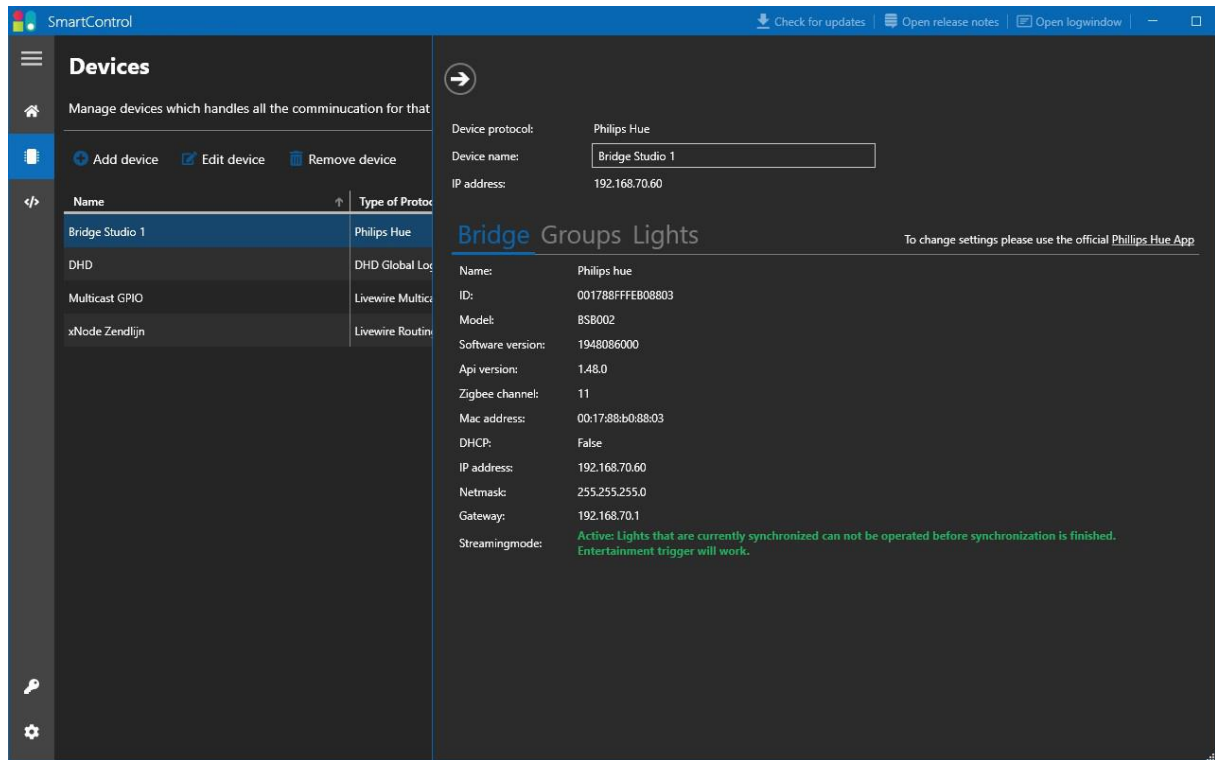 SmartControl
Check for updates
Open release notes
Open logwindow
Devices
Manage devices which handles all the comminucation for that
Add device
Edit device
Remove device
Name
Type of Protoc
Bridge Studio 1
Philips Hue
DHD
DHD Global Log
Multicast GPIO
Livewire Multica
xNode Zendlijn
Livewire Routing
Device protocol: Philips Hue
Device name: Bridge Studio 1
IP address: 192.168.70.60
Bridge Groups Lights
To change settings please use the official Phillips Hue App
Name: Philips hue
ID: 001788FFFEB08803
Model: BSB002
Software version: 1948086000
Api version: 1.48.0
Zigbee channel: 11
Mac address: 00:17:88:b0:88:03
DHCP: False
IP address: 192.168.70.60
Netmask: 255.255.255.0
Gateway: 192.168.70.1
Streamingmode: Active: Lights that are currently synchronized can not be operated before synchronization is finished.
Entertainment trigger will work.